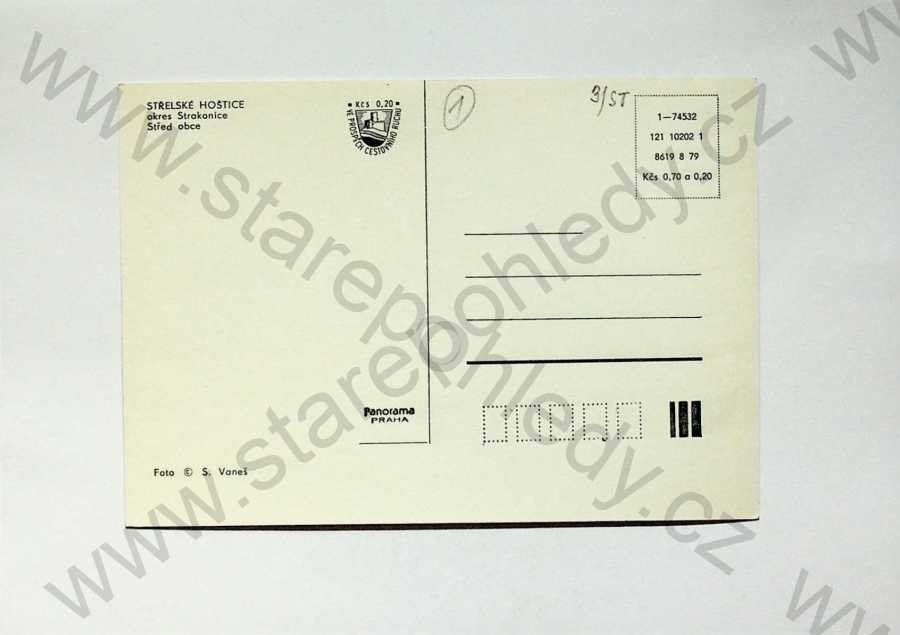 STŘELSKÉ HOŠTICE
okres Strakonice
Střed obce
Kčs 0,20
VE PROSPĚCH CESTOVNÍHO RUCHU
1
3/ST
1—74532
121 10202 1
8619 8 79
Kčs 0,70 a 0,20
Panorama
PRAHA
Foto © S. Vaneš
www.starepohledy.cz
www.starepohledy.cz
www
www